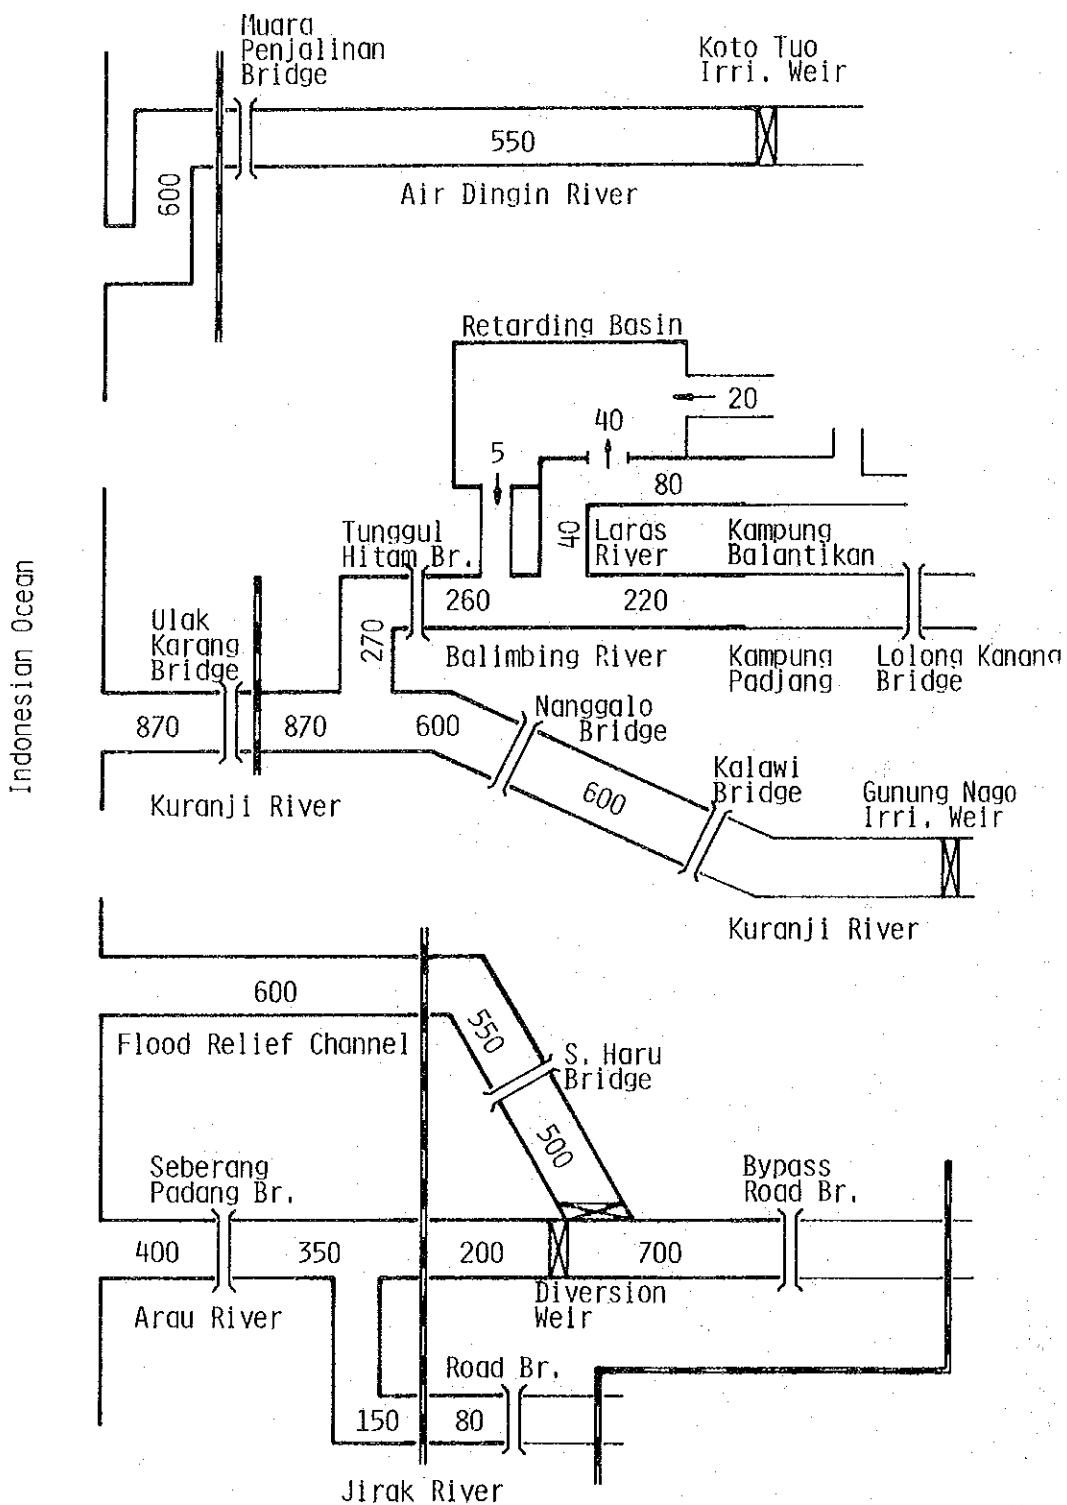 Muara
Penjalinan
Bridge
Koto Tuo
Irri. Weir
550
600
Air Dingin River
Retarding Basin
20
40
5
80
Tunggul
Hitam Br.
40
Laras
River
Kampung
Balantikan
Indonesian Ocean
260
220
Ulak
Karang
Bridge
270
Balimbing River
Kampung
Padjang
Lolong Kanang
Bridge
870
870
600
Nanggalo
Bridge
Kuranji River
600
Kalawi
Bridge
Gunung Nago
Irri. Weir
Kuranji River
600
550
Flood Relief Channel
S. Haru
Bridge
500
Seberang
Padang Br.
Bypass
Road Br.
400
350
200
700
Arau River
Diversion
Weir
Road Br.
150
80
Jirak River